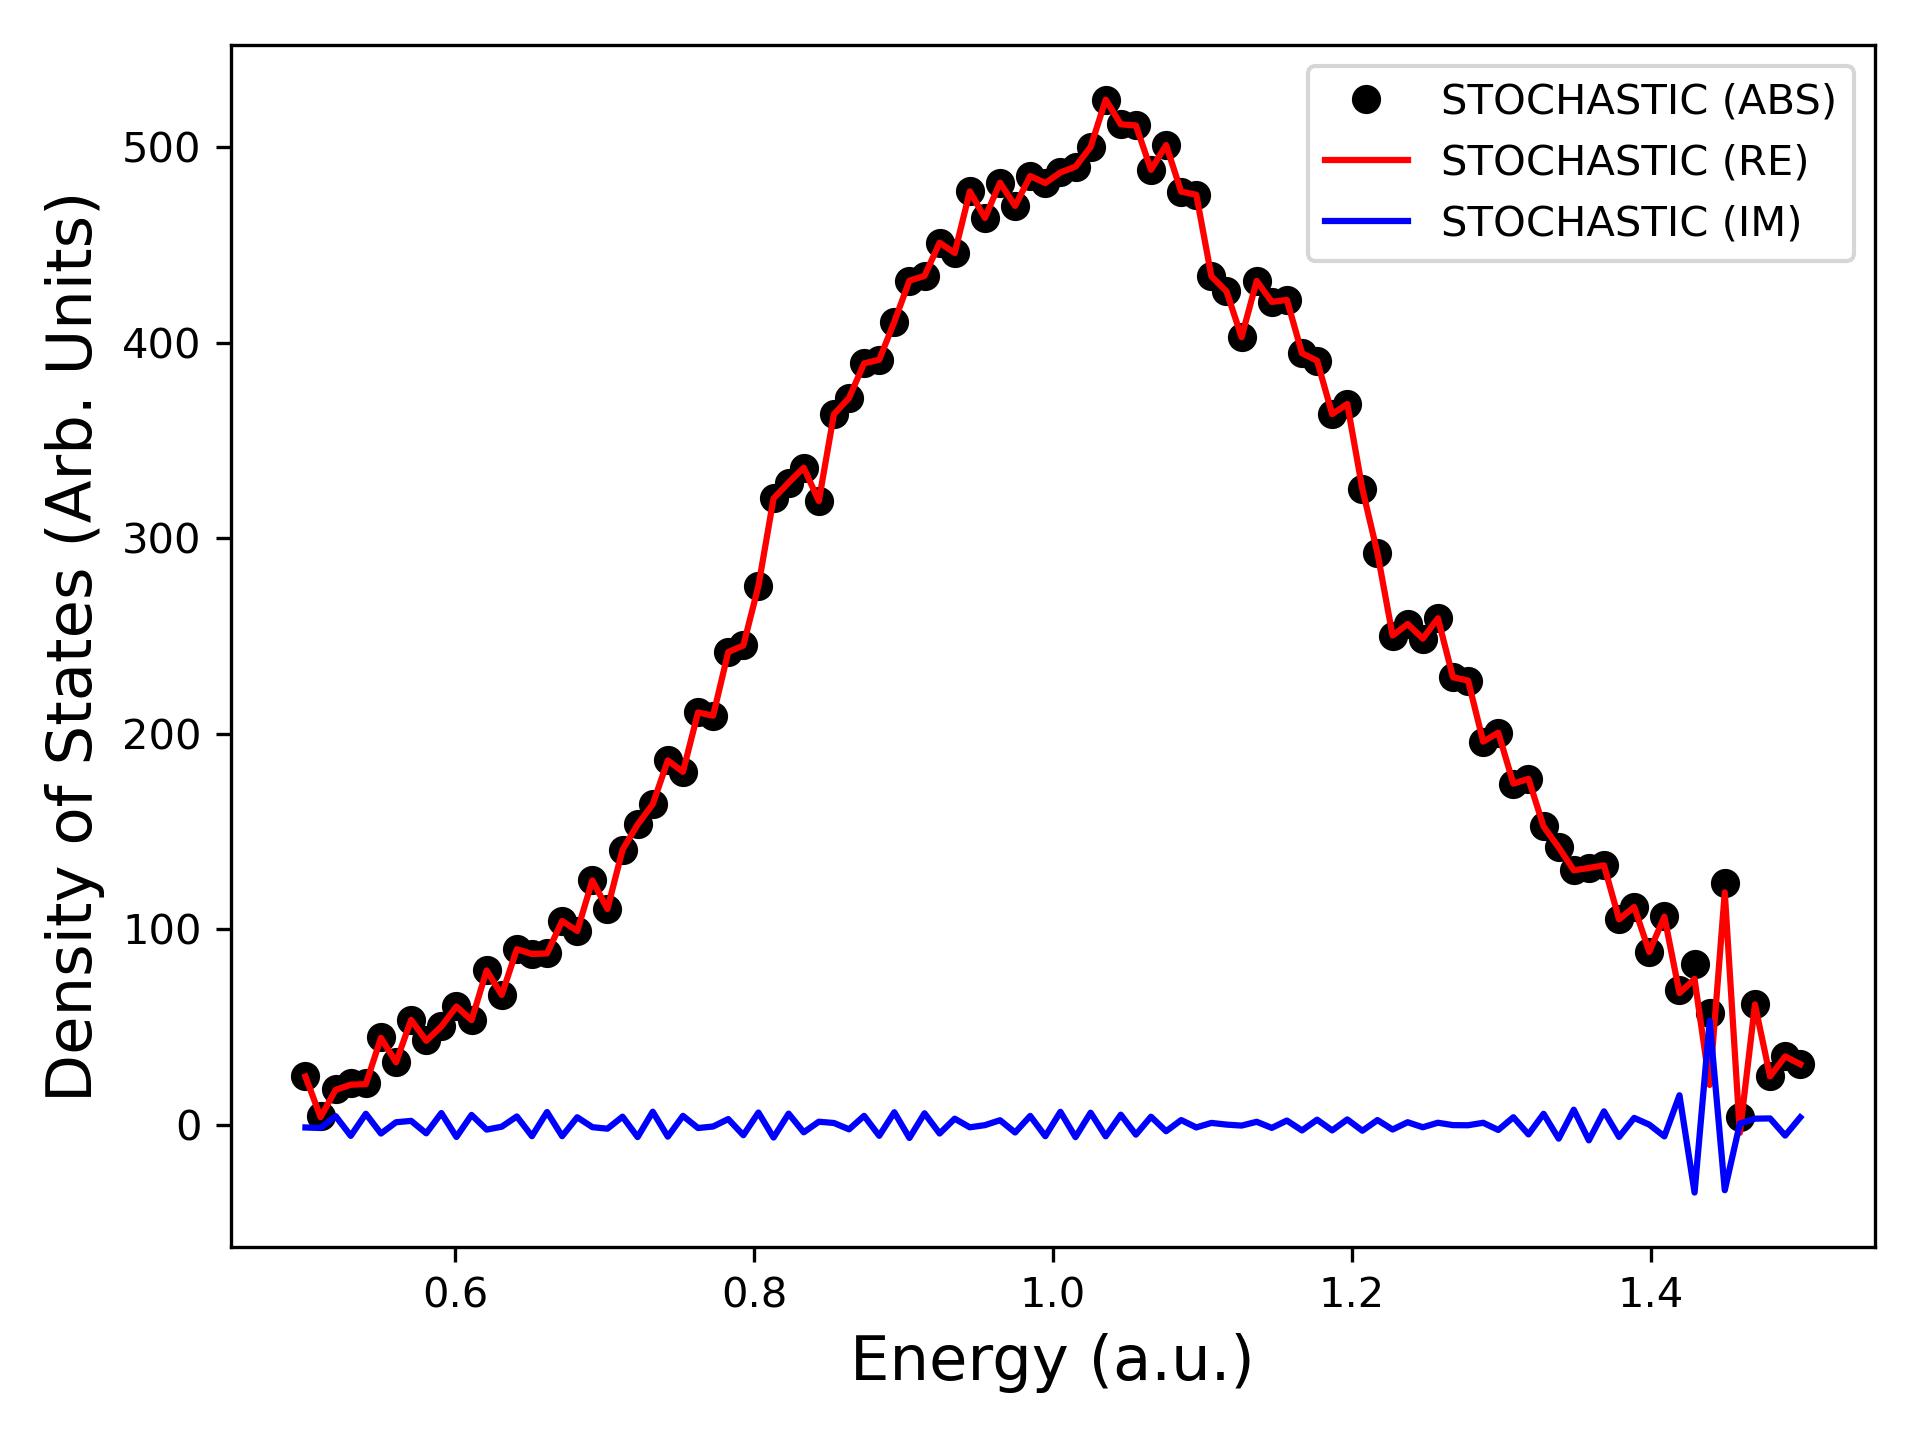 Density of States (Arb. Units)
500
400
300
200
100
0
STOCHASTIC (ABS)
STOCHASTIC (RE)
STOCHASTIC (IM)
0.6 0.8 1.0 1.2 1.4
Energy (a.u.)